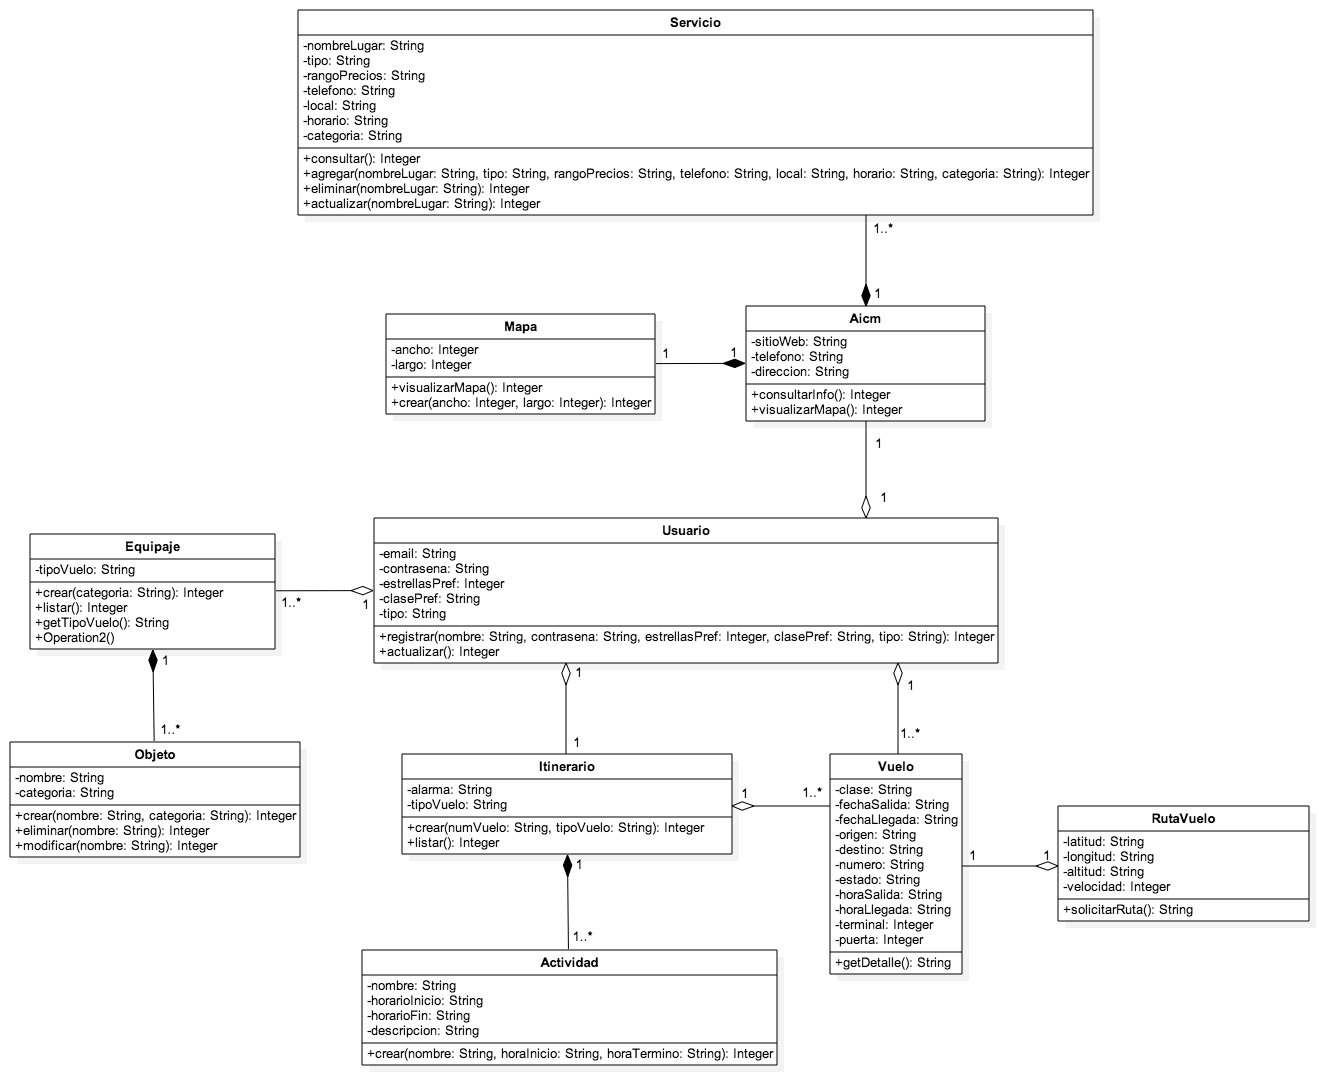 Servicio
-nombreLugar: String
-tipo: String
-rangoPrecios: String
-telefono: String
-local: String
-horario: String
-categoria: String
+consultar(): Integer
+agregar(nombreLugar: String, tipo: String, rangoPrecios: String, telefono: String, local: String, horario: String, categoria: String): Integer
+eliminar(nombreLugar: String): Integer
+actualizar(nombreLugar: String): Integer
1..*
1
Mapa
-ancho: Integer
-largo: Integer
+visualizarMapa(): Integer
+crear(ancho: Integer, largo: Integer): Integer
1
1
Aicm
-sitioWeb: String
-telefono: String
-direccion: String
+consultarInfo(): Integer
+visualizarMapa(): Integer
1
1
Equipaje
-tipoVuelo: String
+crear(categoria: String): Integer
+listar(): Integer
+getTipoVuelo(): String
+Operation2()
1..*
1
Usuario
-email: String
-contrasena: String
-estrellasPref: Integer
-clasePref: String
-tipo: String
+registrar(nombre: String, contrasena: String, estrellasPref: Integer, clasePref: String, tipo: String): Integer
+actualizar(): Integer
1
1..*
1
1
1
1..*
Objeto
-nombre: String
-categoria: String
+crear(nombre: String, categoria: String): Integer
+eliminar(nombre: String): Integer
+modificar(nombre: String): Integer
Itinerario
-alarma: String
-tipoVuelo: String
+crear(numVuelo: String, tipoVuelo: String): Integer
+listar(): Integer
1
1..*
Vuelo
-clase: String
-fechaSalida: String
-fechaLlegada: String
-origen: String
-destino: String
-numero: String
-estado: String
-horaSalida: String
-horaLlegada: String
-terminal: Integer
-puerta: Integer
+getDetalle(): String
1
1
RutaVuelo
-latitud: String
-longitud: String
-altitud: String
-velocidad: Integer
+solicitarRuta(): String
1
1..*
Actividad
-nombre: String
-horarioInicio: String
-horarioFin: String
-descripcion: String
+crear(nombre: String, horaInicio: String, horaTermino: String): Integer